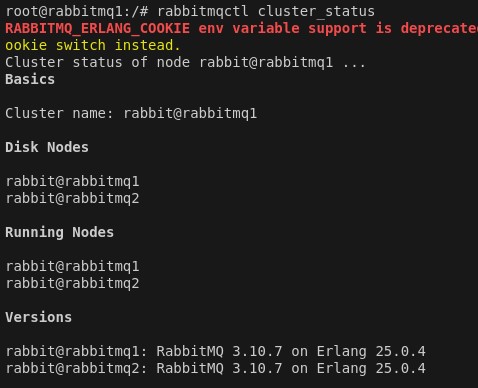 root@rabbitmq1:/# rabbitmqctl cluster_status
RABBITMQ_ERLANG_COOKIE env variable support is deprecated
ookie switch instead.
Cluster status of node rabbit@rabbitmq1 ...
Basics
Cluster name: rabbit@rabbitmq1
Disk Nodes
rabbit@rabbitmq1
rabbit@rabbitmq2
Running Nodes
rabbit@rabbitmq1
rabbit@rabbitmq2
Versions
rabbit@rabbitmq1: RabbitMQ 3.10.7 on Erlang 25.0.4
rabbit@rabbitmq2: RabbitMQ 3.10.7 on Erlang 25.0.4